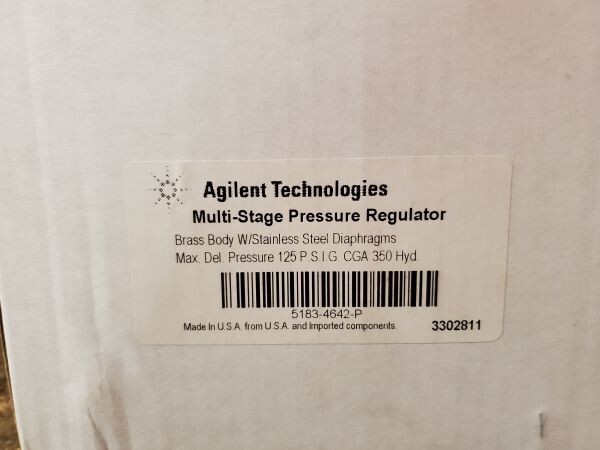 Agilent Technologies
Multi-Stage Pressure Regulator
Brass Body W/Stainless Steel Diaphragms
Max. Del. Pressure 125 P.S.I.G. CGA 350 Hyd.
5183-4642-P
Made In U.S.A. from U.S.A. and Imported components. 3302811